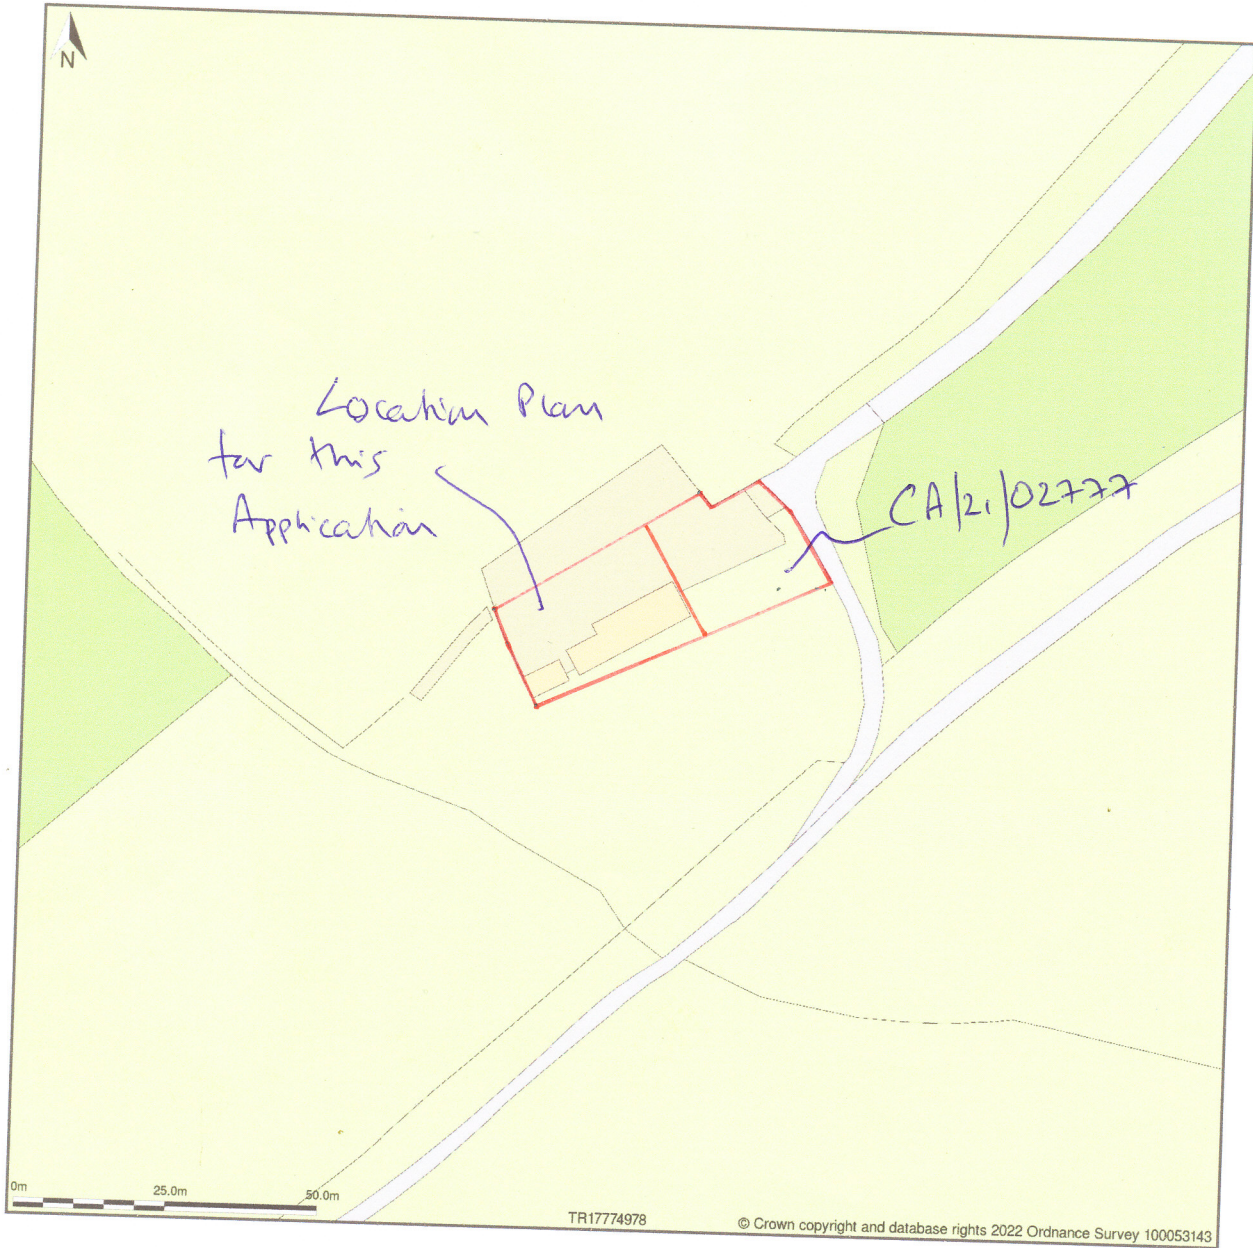 N
Location Plan
for this
Application
CA/21/02777
0m 25.0m 50.0m
TR17774978
© Crown copyright and database rights 2022 Ordnance Survey 100053143